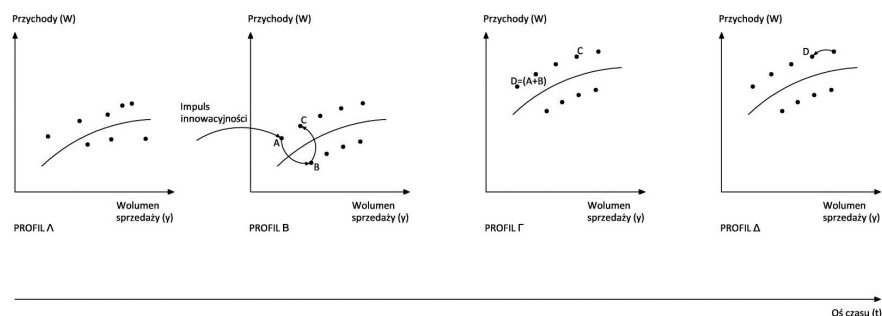 Przychody (W)
Wolumen
sprzedaży (y)
PROFIL Λ
Impuls
innowacyjności
Przychody (W)
A
C
B
Wolumen
sprzedaży (y)
PROFIL B
Przychody (W)
C
D=(A+B)
Wolumen
sprzedaży (y)
PROFIL Γ
Przychody (W)
D
Wolumen
sprzedaży (y)
PROFIL Δ
Oś czasu (t)